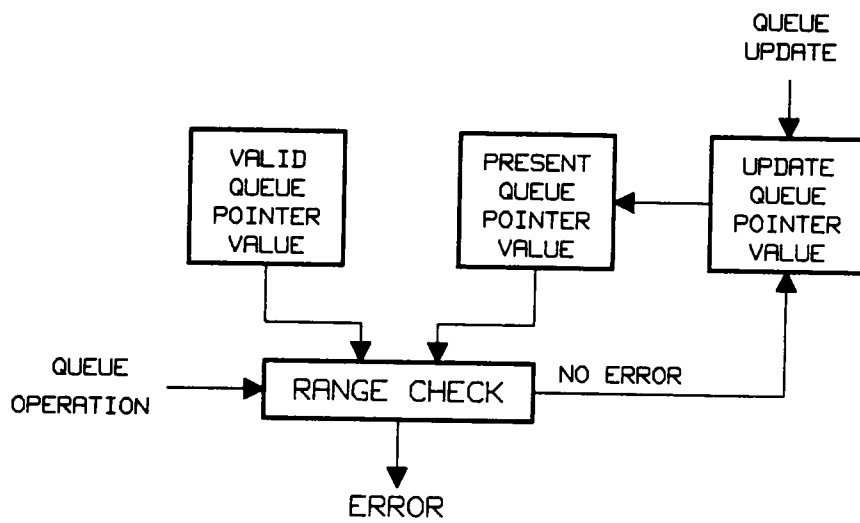 QUEUE
UPDATE
VALID
QUEUE
POINTER
VALUE
PRESENT
QUEUE
POINTER
VALUE
UPDATE
QUEUE
POINTER
VALUE
QUEUE
OPERATION
RANGE CHECK
NO ERROR
ERROR